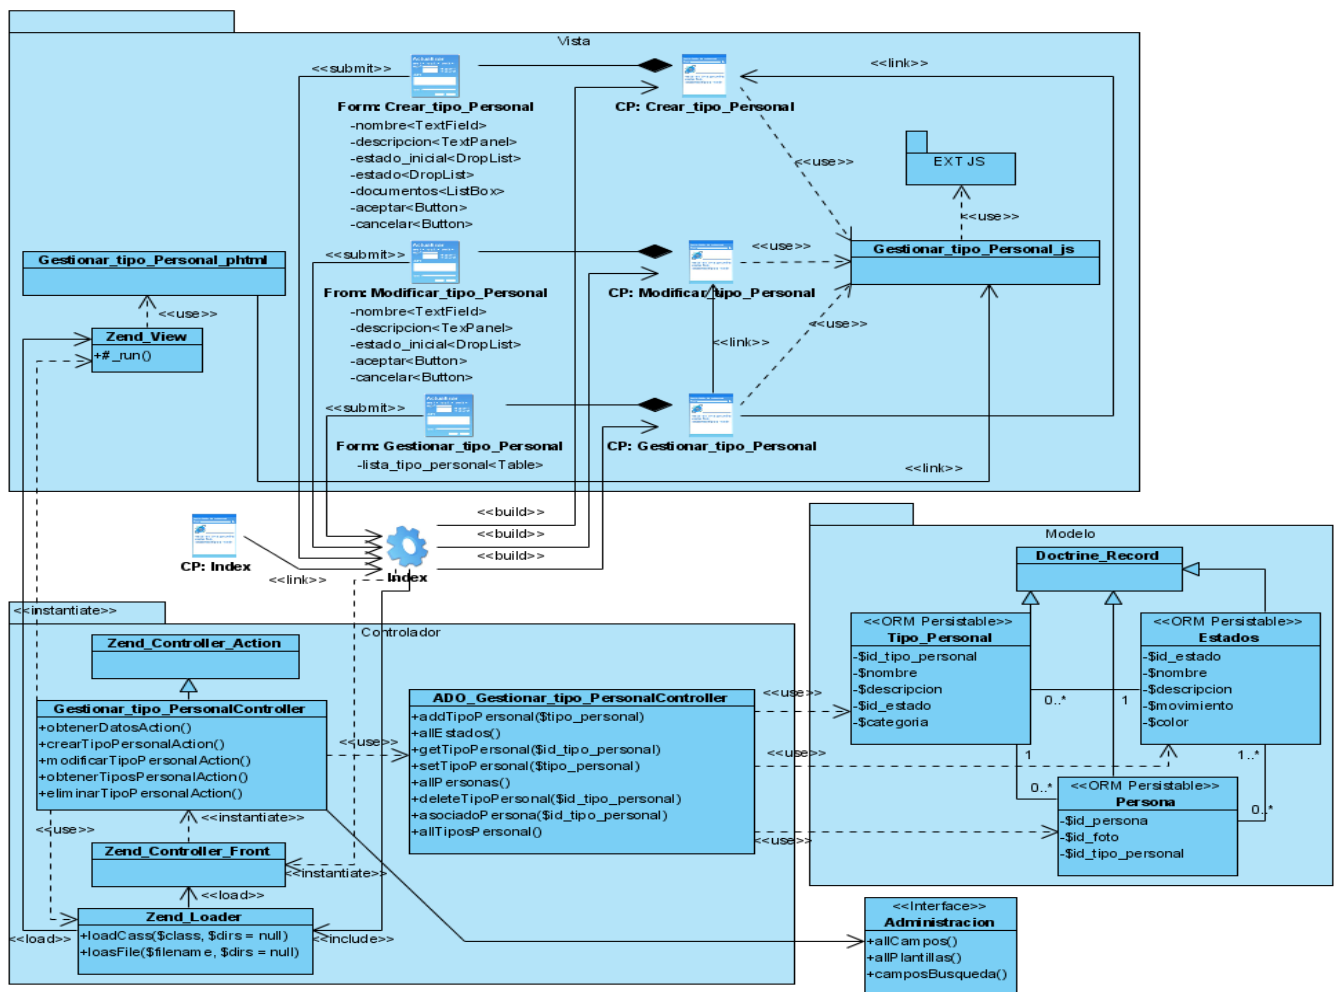 Vista
<<submit>>
Form: Crear_tipo_Personal
-nombre<TextField>
-descripcion<TextPanel>
-estado_inicial<DropList>
-estado<DropList>
-documentos<ListBox>
-aceptar<Button>
-cancelar<Button>
CP: Crear_tipo_Personal
<<link>>
<<use>>
EXT JS
<<use>>
Gestionar_tipo_Personal_js
Gestionar_tipo_Personal_phtml
<<use>>
Zend_View
+#_run()
<<submit>>
From: Modificar_tipo_Personal
-nombre<TextField>
-descripcion<TexPanel>
-estado_inicial<DropList>
-aceptar<Button>
-cancelar<Button>
<<use>>
CP: Modificar_tipo_Personal
<<use>>
<<link>>
<<submit>>
Form: Gestionar_tipo_Personal
-lista_tipo_personal<Table>
CP: Gestionar_tipo_Personal
<<link>>
<<build>>
<<build>>
<<build>>
CP: Index
<<link>>
Index
<<instantiate>>
Controlador
Zend_Controller_Action
Gestionar_tipo_PersonalController
+obtenerDatosAction()
+crearTipoPersonalAction()
+modificarTipoPersonalAction()
+obtenerTiposPersonalAction()
+eliminarTipoPersonalAction()
<<use>>
<<use>>
<<instantiate>>
Zend_Controller_Front
<<instantiate>>
<<load>>
Zend_Loader
+loadCass($class, $dirs = null)
+loasFile($filename, $dirs = null)
<<load>>
<<include>>
ADO_Gestionar_tipo_PersonalController
+addTipoPersonal($tipo_personal)
+allEstados()
+getTipoPersonal($id_tipo_personal)
+setTipoPersonal($tipo_personal)
+allPersonas()
+deleteTipoPersonal($id_tipo_personal)
+asociadoPersona($id_tipo_personal)
+allTiposPersonal()
<<use>>
<<use>>
<<use>>
Modelo
Doctrine_Record
<<ORM Persistable>>
Tipo_Personal
-$id_tipo_personal
-$nombre
-$descripcion
-$id_estado
-$categoria
<<ORM Persistable>>
Estados
-$id_estado
-$nombre
-$descripcion
-$movimiento
-$color
0..*
1
1
1..*
0..*
0..*
<<ORM Persistable>>
Persona
-$id_persona
-$id_foto
-$id_tipo_personal
<<Interface>>
Administracion
+allCampos()
+allPlantillas()
+camposBusqueda()